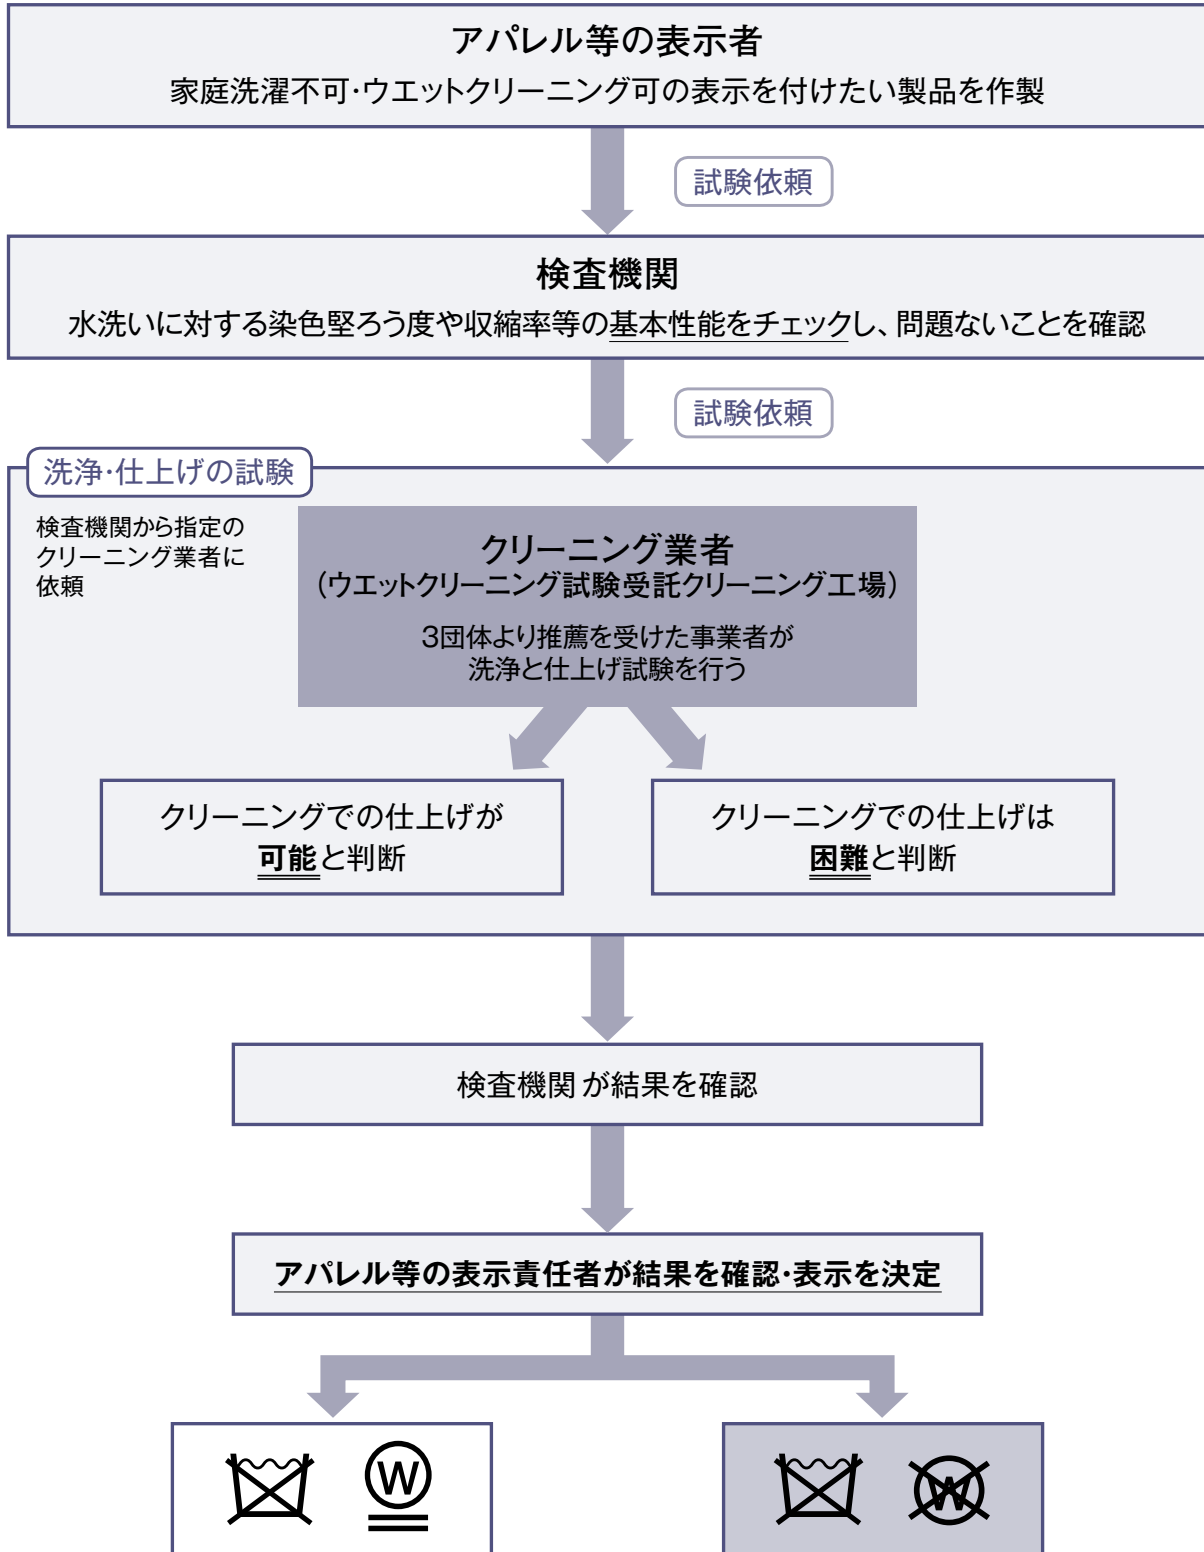 アパレル等の表示者
家庭洗濯不可・ウエットクリーニング可の表示を付けたい製品を作製
試験依頼
検査機関
水洗いに対する染色堅ろう度や収縮率等の基本性能をチェックし、問題ないことを確認
試験依頼
洗浄・仕上げの試験
検査機関から指定の
クリーニング業者に
依頼
クリーニング業者
（ウエットクリーニング試験受託クリーニング工場）
3団体より推薦を受けた事業者が
洗浄と仕上げ試験を行う
クリーニングでの仕上げが
可能と判断
クリーニングでの仕上げは
困難と判断
検査機関が結果を確認
アパレル等の表示責任者が結果を確認・表示を決定
W
W